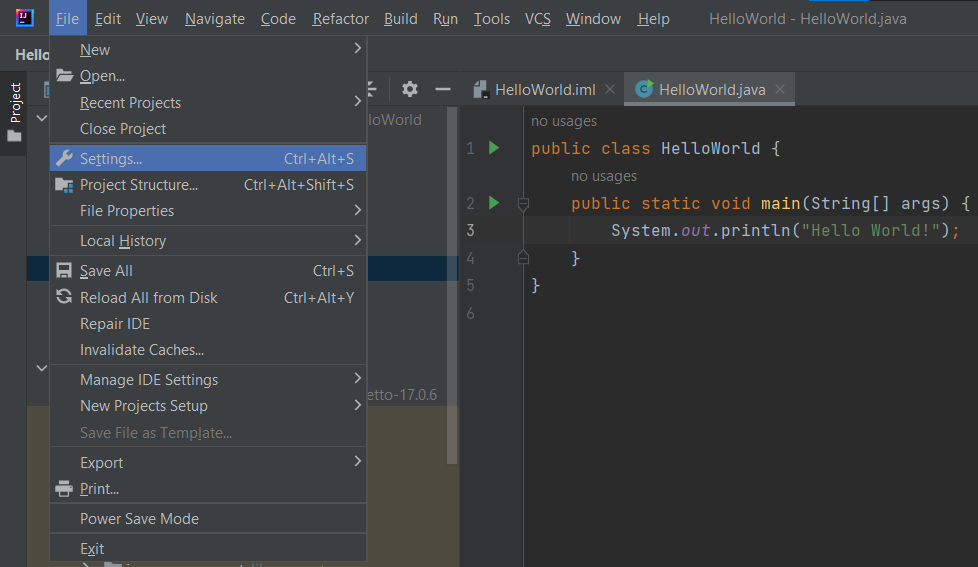 File Edit View Navigate Code Refactor Build Run Tools VCS Window Help HelloWorld - HelloWorld.java
Hello
Project
New
Open...
Recent Projects
Close Project
Settings... Ctrl+Alt+S
Project Structure... Ctrl+Alt+Shift+S
File Properties
Local History
Save All Ctrl+S
Reload All from Disk Ctrl+Alt+Y
Repair IDE
Invalidate Caches...
Manage IDE Settings
New Projects Setup
Save File as Template...
Export
Print...
Power Save Mode
Exit
loWorld
etto-17.0.6
HelloWorld.iml HelloWorld.java
no usages
1 public class HelloWorld {
no usages
2 public static void main(String[] args) {
3 System.out.println("Hello World!");
4 }
5 }
6